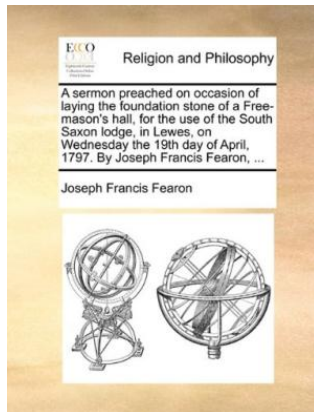 ECCO
Religion and Philosophy
A sermon preached on occasion of
laying the foundation stone of a Free-
mason's hall, for the use of the South
Saxon lodge, in Lewes, on
Wednesday the 19th day of April,
1797. By Joseph Francis Fearon, ...
Joseph Francis Fearon